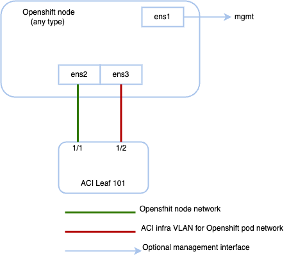 Openshift node
(any type)
ens1
mgmt
ens2
ens3
1/1
1/2
ACI Leaf 101
Opensfhit node network
ACI infra VLAN for Openshift pod network
Optional management interface